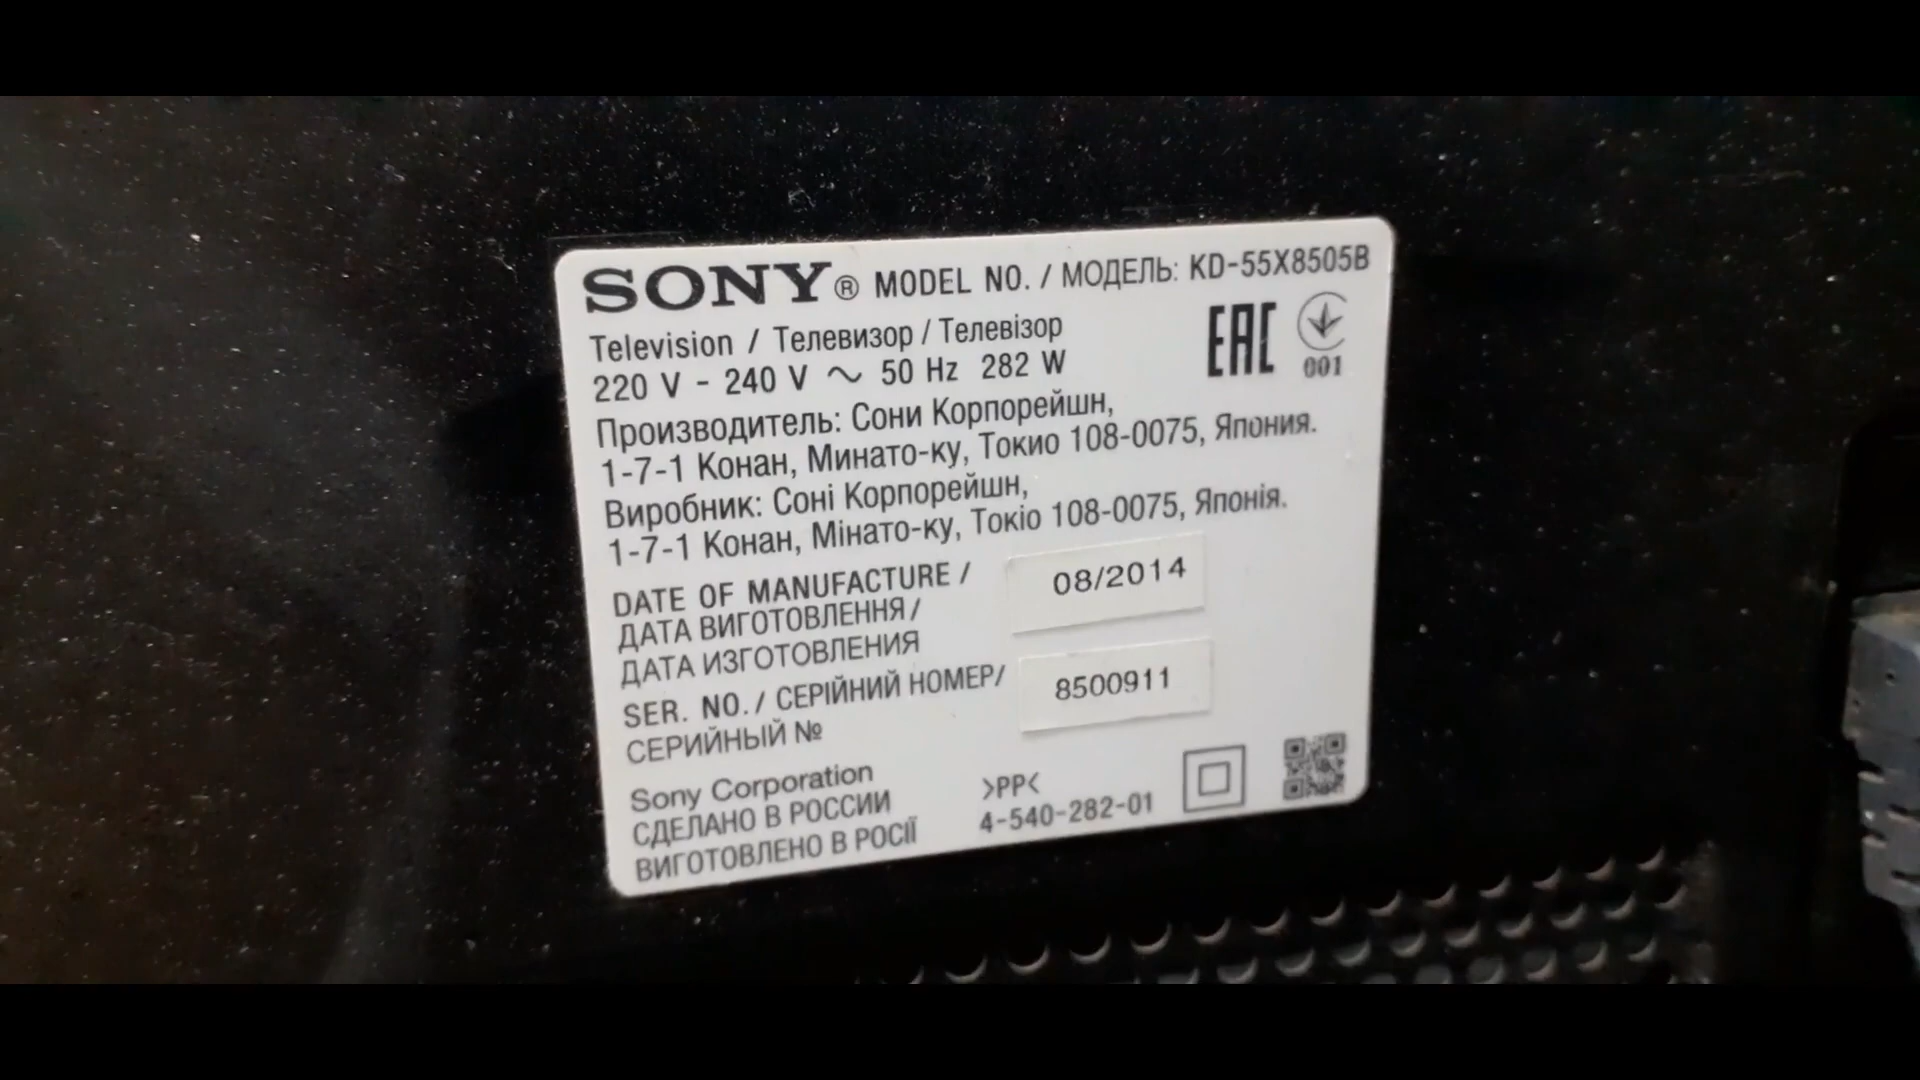 SONY® MODEL NO. / МОДЕЛЬ: KD-55X8505B
Television / Телевизор / Телевізор
220 V - 240 V ~ 50 Hz 282 W
EAC
001
Производитель: Сони Корпорейшн,
1-7-1 Конан, Минато-ку, Токио 108-0075, Япония.
Виробник: Соні Корпорейшн,
1-7-1 Конан, Мінато-ку, Токіо 108-0075, Японія.
DATE OF MANUFACTURE / 08/2014
ДАТА ВИГОТОВЛЕННЯ /
ДАТА ИЗГОТОВЛЕНИЯ
SER. NO. / СЕРІЙНИЙ НОМЕР/ 8500911
СЕРИЙНЫЙ №
Sony Corporation
СДЕЛАНО В РОССИИ
ВИГОТОВЛЕНО В РОСІЇ
>PP<
4-540-282-01